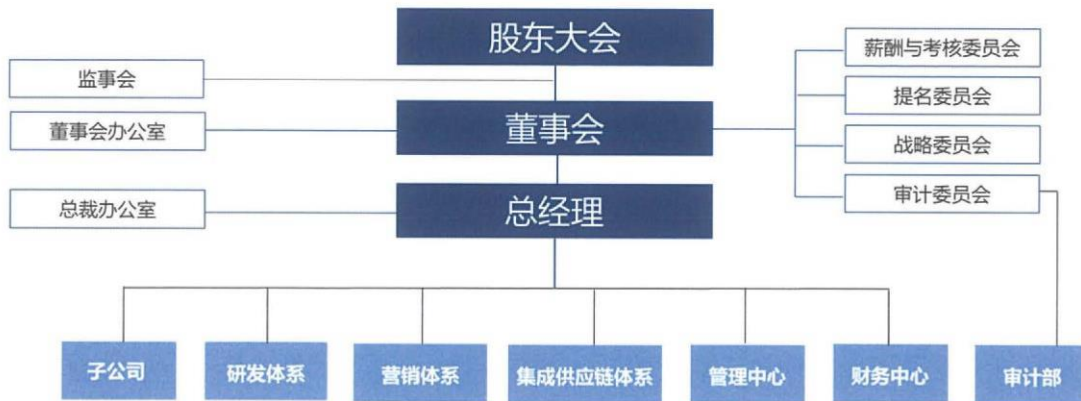 股东大会
薪酬与考核委员会
监事会
提名委员会
董事会办公室
董事会
战略委员会
总裁办公室
总经理
审计委员会
子公司
研发体系
营销体系
集成供应链体系
管理中心
财务中心
审计部